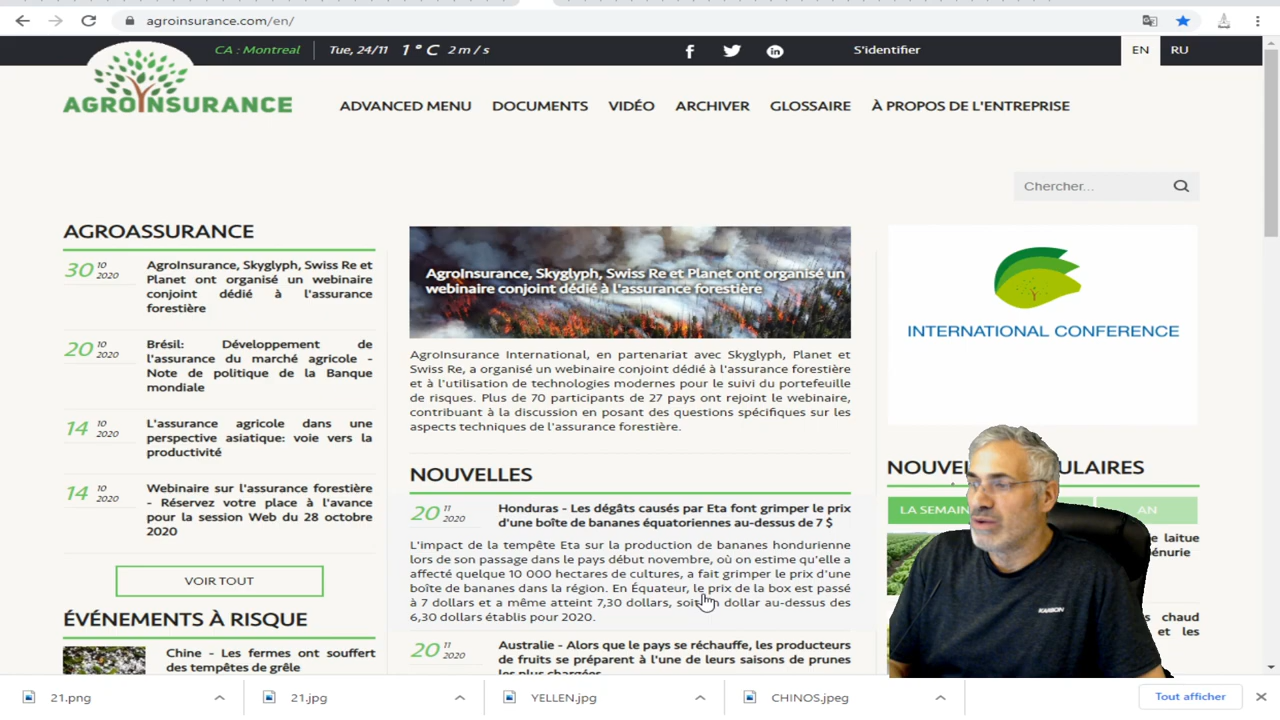 agroinsurance.com/en/
CA : Montreal
Tue, 24/11 1 ° C 2 m / s
S'identifier
EN RU
AGROINSURANCE
ADVANCED MENU DOCUMENTS VIDÉO ARCHIVER GLOSSAIRE À PROPOS DE L'ENTREPRISE
Chercher...
AGROASSURANCE
30 10 2020
AgroInsurance, Skyglyph, Swiss Re et
Planet ont organisé un webinaire
conjoint dédié à l'assurance
forestière
20 10 2020
Brésil: Développement de
l'assurance du marché agricole -
Note de politique de la Banque
mondiale
14 10 2020
L'assurance agricole dans une
perspective asiatique: voie vers la
productivité
14 10 2020
Webinaire sur l'assurance forestière
- Réservez votre place à l'avance
pour la session Web du 28 octobre
2020
VOIR TOUT
ÉVÉNEMENTS À RISQUE
Chine - Les fermes ont souffert
des tempêtes de grêle
AgroInsurance, Skyglyph, Swiss Re et Planet ont organisé un
webinaire conjoint dédié à l'assurance forestière
AgroInsurance International, en partenariat avec Skyglyph, Planet et
Swiss Re, a organisé un webinaire conjoint dédié à l'assurance forestière
et à l'utilisation de technologies modernes pour le suivi du portefeuille
de risques. Plus de 70 participants de 27 pays ont rejoint le webinaire,
contribuant à la discussion en posant des questions spécifiques sur les
aspects techniques de l'assurance forestière.
NOUVELLES
20 11 2020
Honduras - Les dégâts causés par Eta font grimper le prix
d'une boîte de bananes équatoriennes au-dessus de 7 $
L'impact de la tempête Eta sur la production de bananes hondurienne
lors de son passage dans le pays début novembre, où on estime qu'elle a
affecté quelque 10 000 hectares de cultures, a fait grimper le prix d'une
boîte de bananes dans la région. En Équateur, le prix de la box est passé
à 7 dollars et a même atteint 7,30 dollars, soit un dollar au-dessus des
6,30 dollars établis pour 2020.
20 11 2020
Australie - Alors que le pays se réchauffe, les producteurs
de fruits se préparent à l'une de leurs saisons de prunes
les plus chargées
INTERNATIONAL CONFERENCE
LA SEMAIN
AN
e laitue
énurie
s chaud
et les
KARBON
21.png 21.jpg YELLEN.jpg CHINOS.jpeg Tout afficher